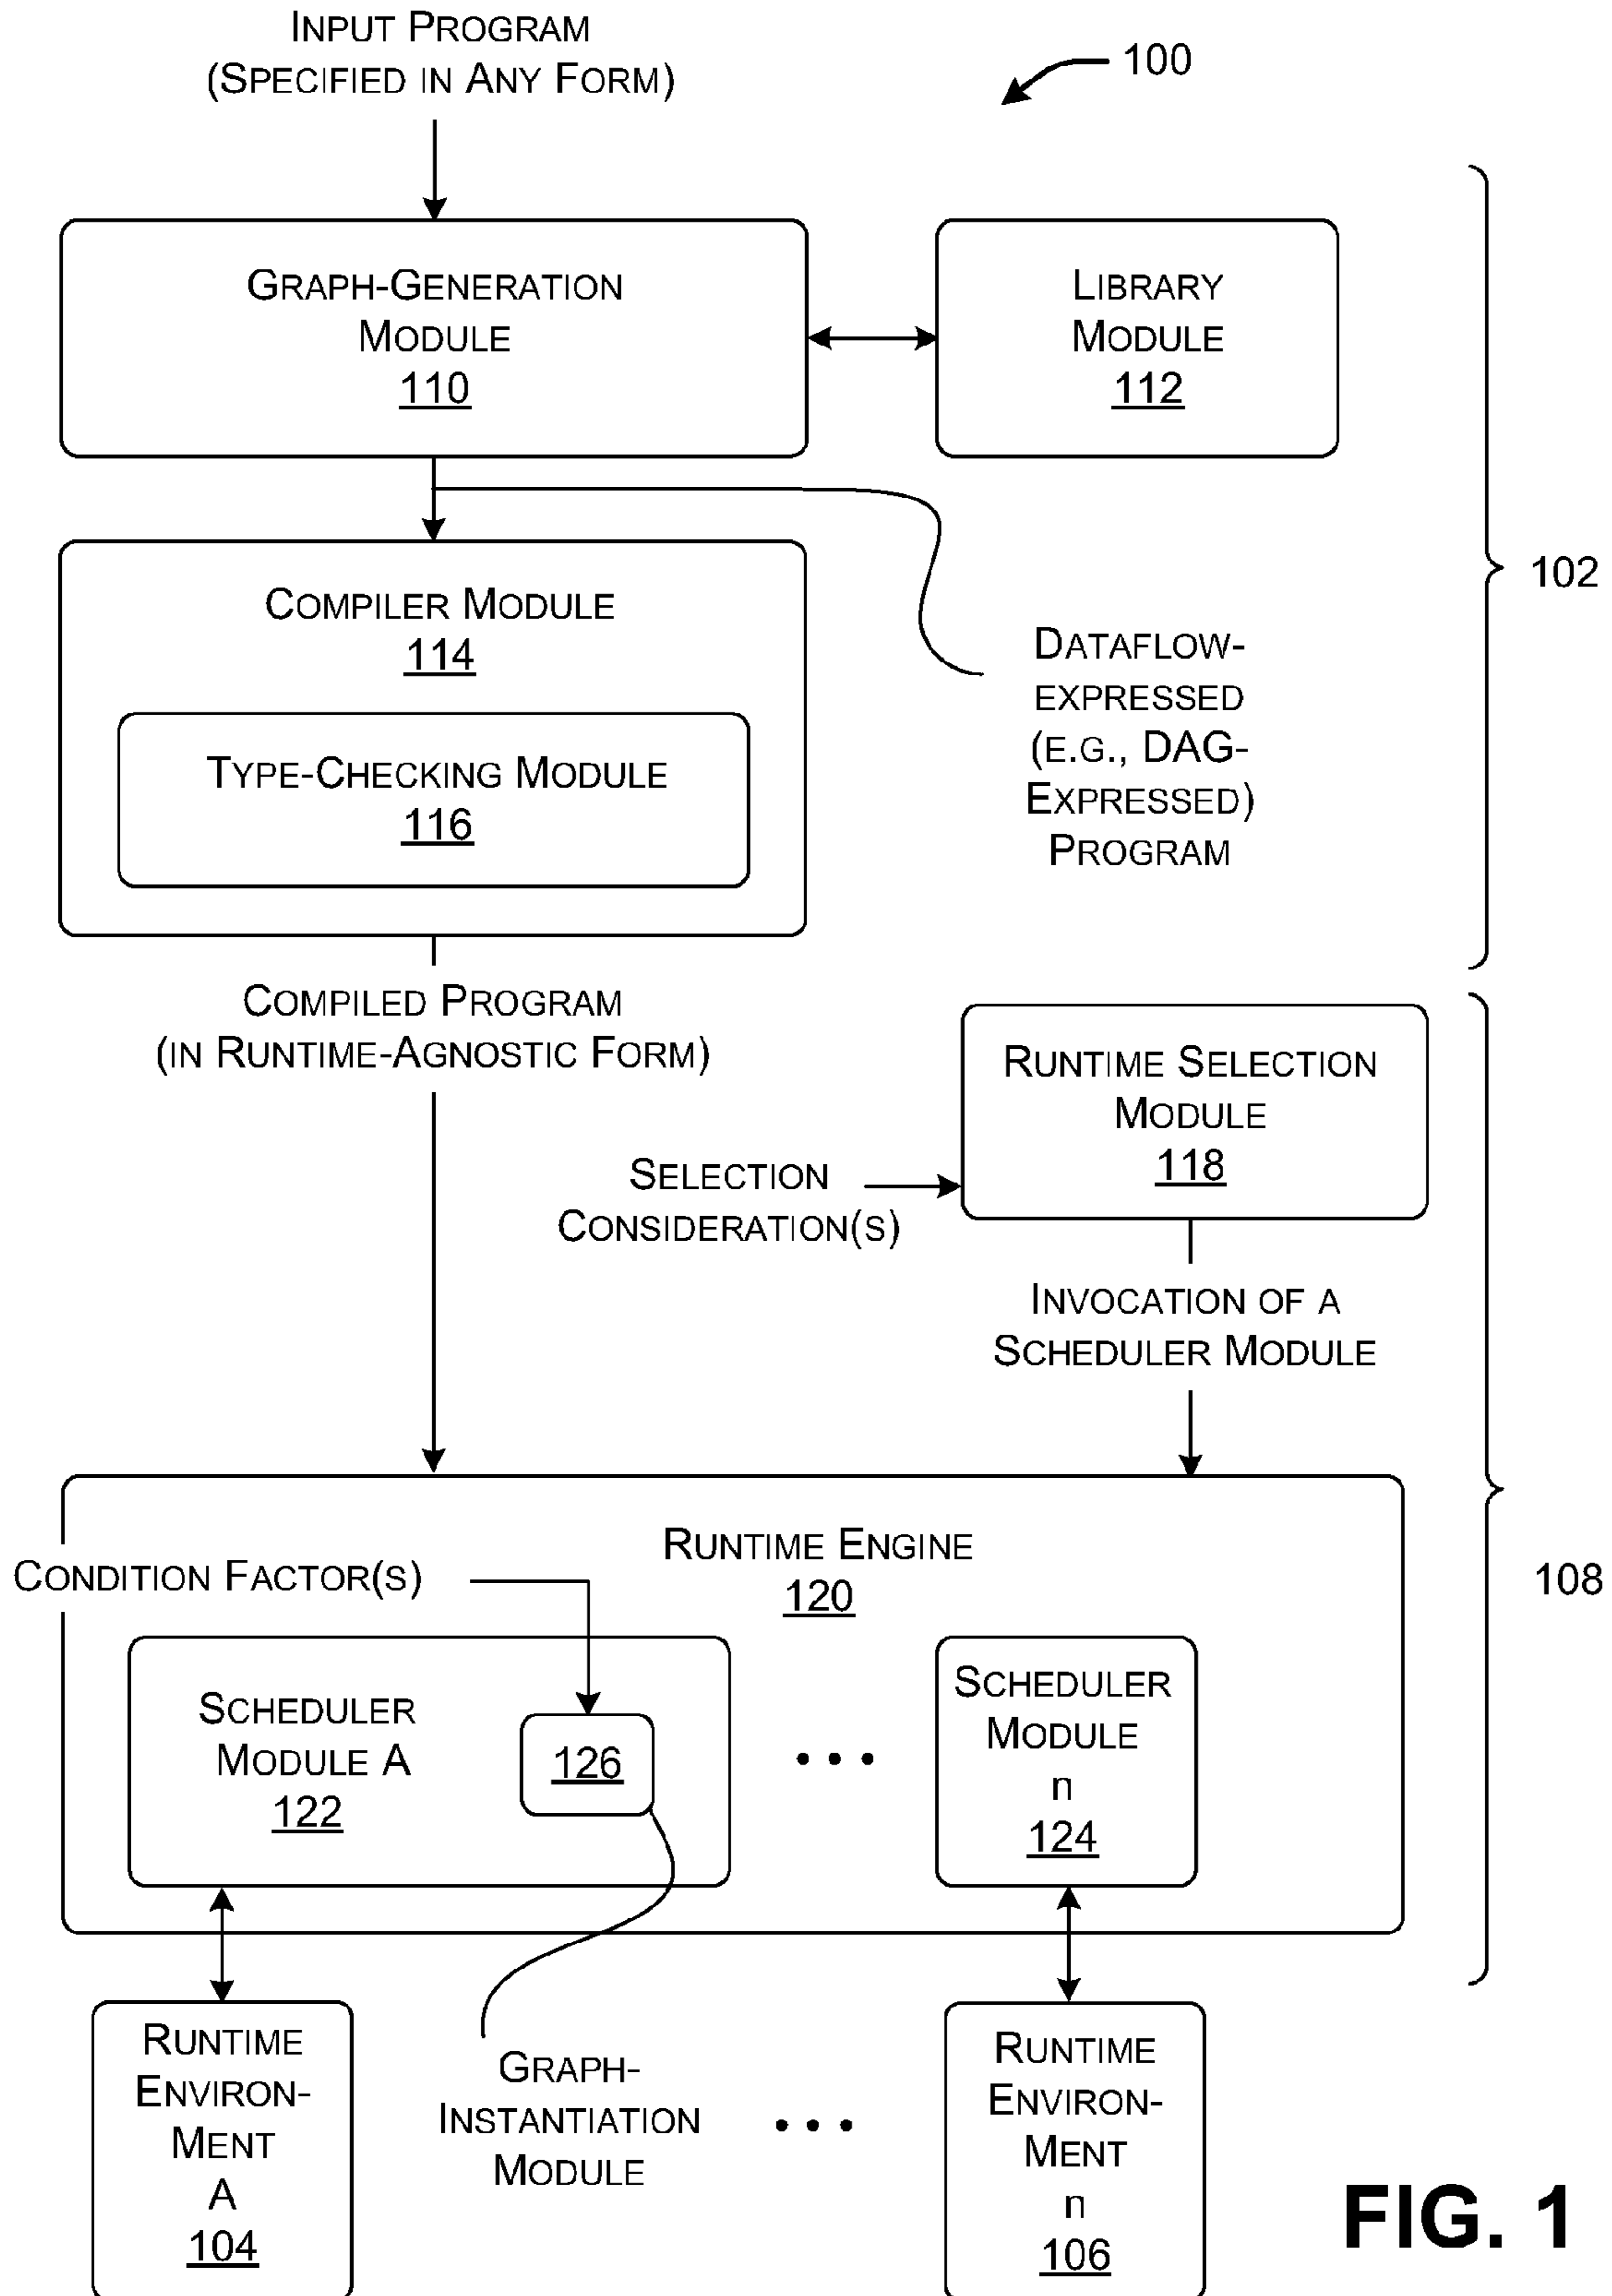 INPUT PROGRAM
(SPECIFIED IN ANY FORM)
100
GRAPH-GENERATION
MODULE
110
LIBRARY
MODULE
112
102
COMPILER MODULE
114
TYPE-CHECKING MODULE
116
DATAFLOW-
EXPRESSED
(E.G., DAG-
EXPRESSED)
PROGRAM
COMPILED PROGRAM
(IN RUNTIME-AGNOSTIC FORM)
RUNTIME SELECTION
MODULE
118
SELECTION
CONSIDERATION(S)
INVOCATION OF A
SCHEDULER MODULE
108
RUNTIME ENGINE
120
CONDITION FACTOR(S)
SCHEDULER
MODULE A
122
126
• • •
SCHEDULER
MODULE
n
124
RUNTIME
ENVIRON-
MENT
A
104
GRAPH-
INSTANTIATION
MODULE
• • •
RUNTIME
ENVIRON-
MENT
n
106
FIG. 1